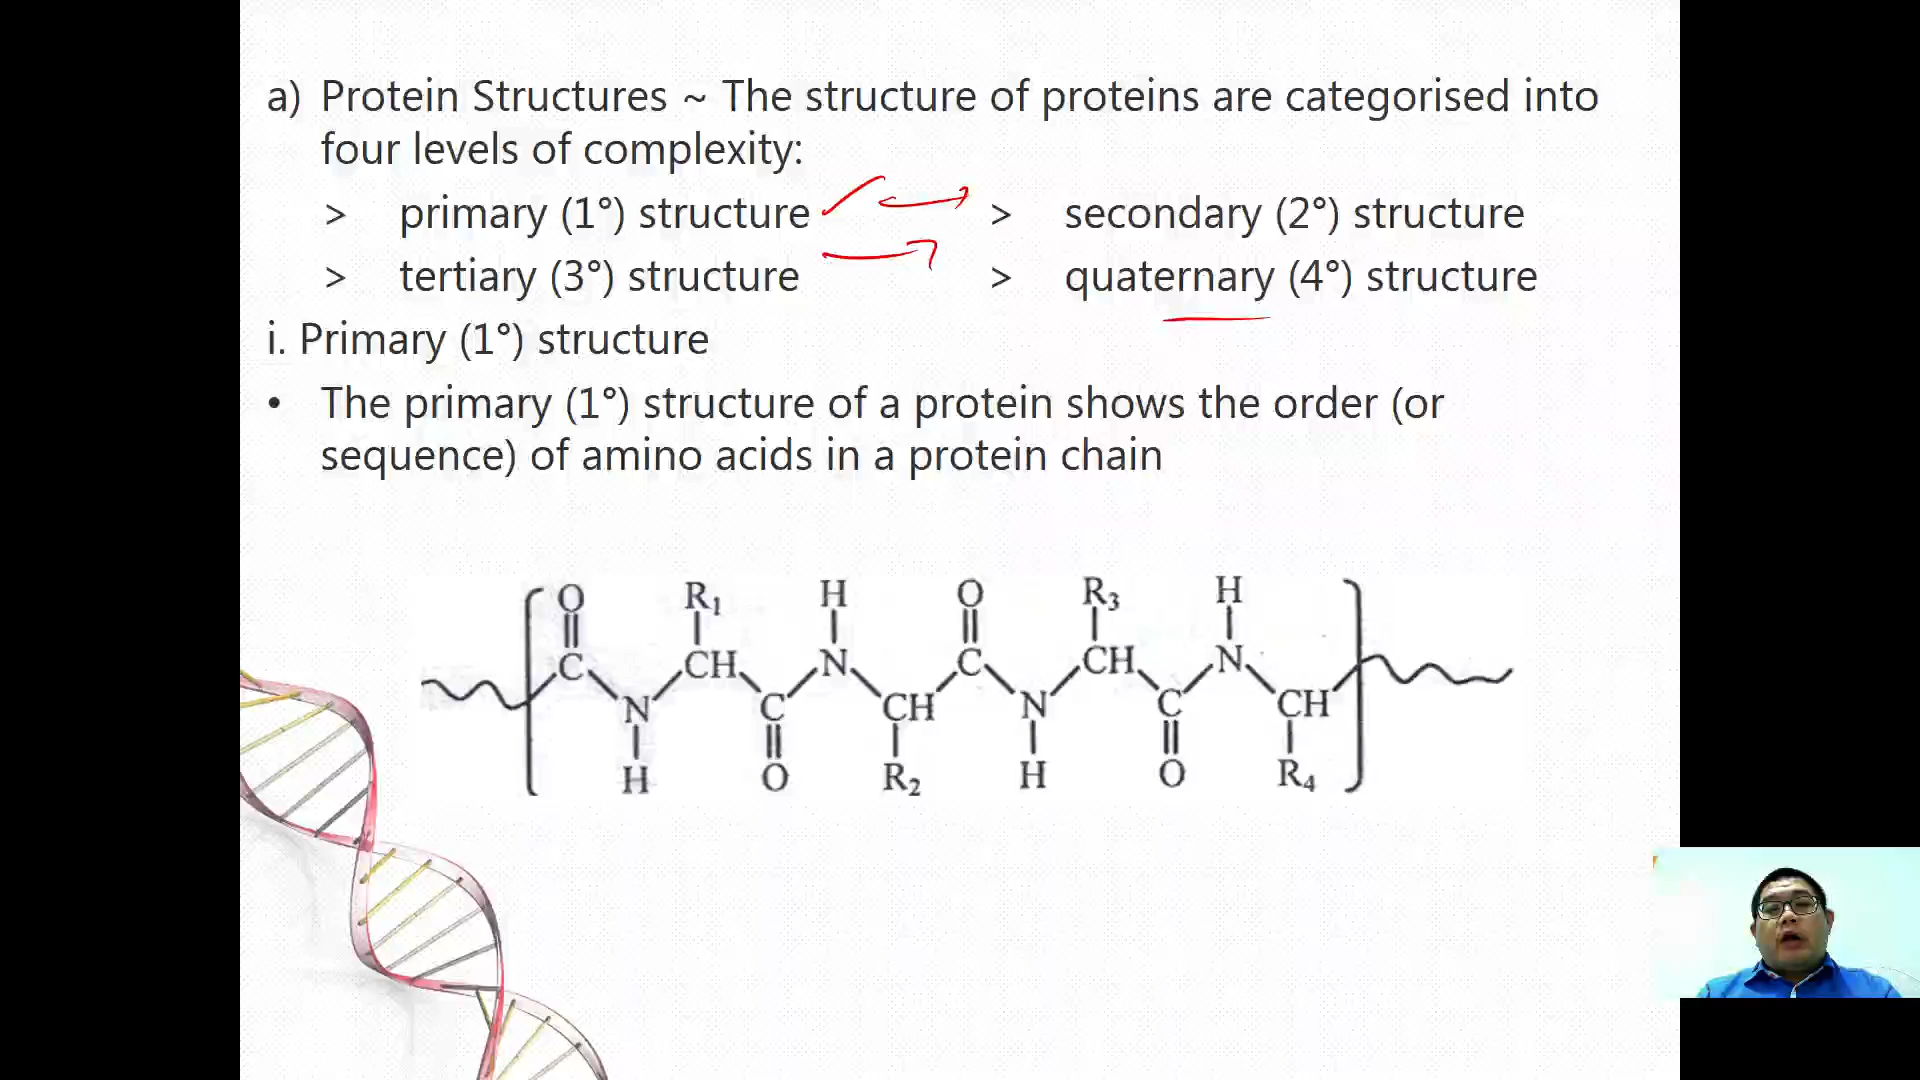 a) Protein Structures ~ The structure of proteins are categorised into
four levels of complexity:
> primary (1°) structure > secondary (2°) structure
> tertiary (3°) structure > quaternary (4°) structure
i. Primary (1°) structure
• The primary (1°) structure of a protein shows the order (or
sequence) of amino acids in a protein chain
O R₁ H O R₃ H
C CH N C CH N
N C CH N C CH
H O R₂ H O R₄